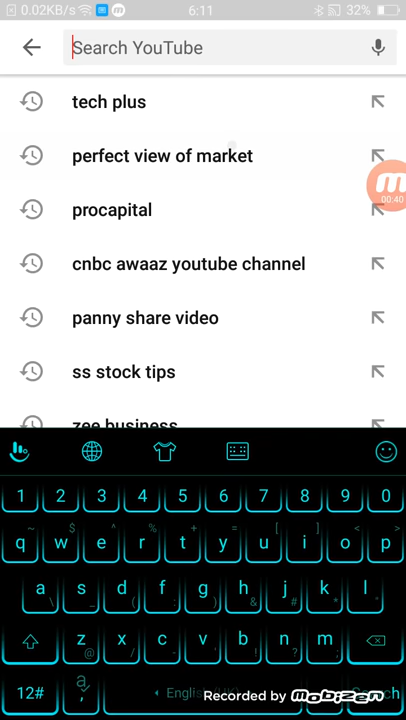 0.02KB/s 6:11 32%
Search YouTube
tech plus
perfect view of market
procapital
00:40
cnbc awaaz youtube channel
panny share video
ss stock tips
zee business
1 2 3 4 5 6 7 8 9 0
~ $ ^ % + = [ ] < >
q w e r t y u i o p
a s d f g h j k l
\ _ ( : ) & # * "
z x c v b n m
@ / - ' ! ? ;
12# a , English Search
Recorded by MOBIZEN